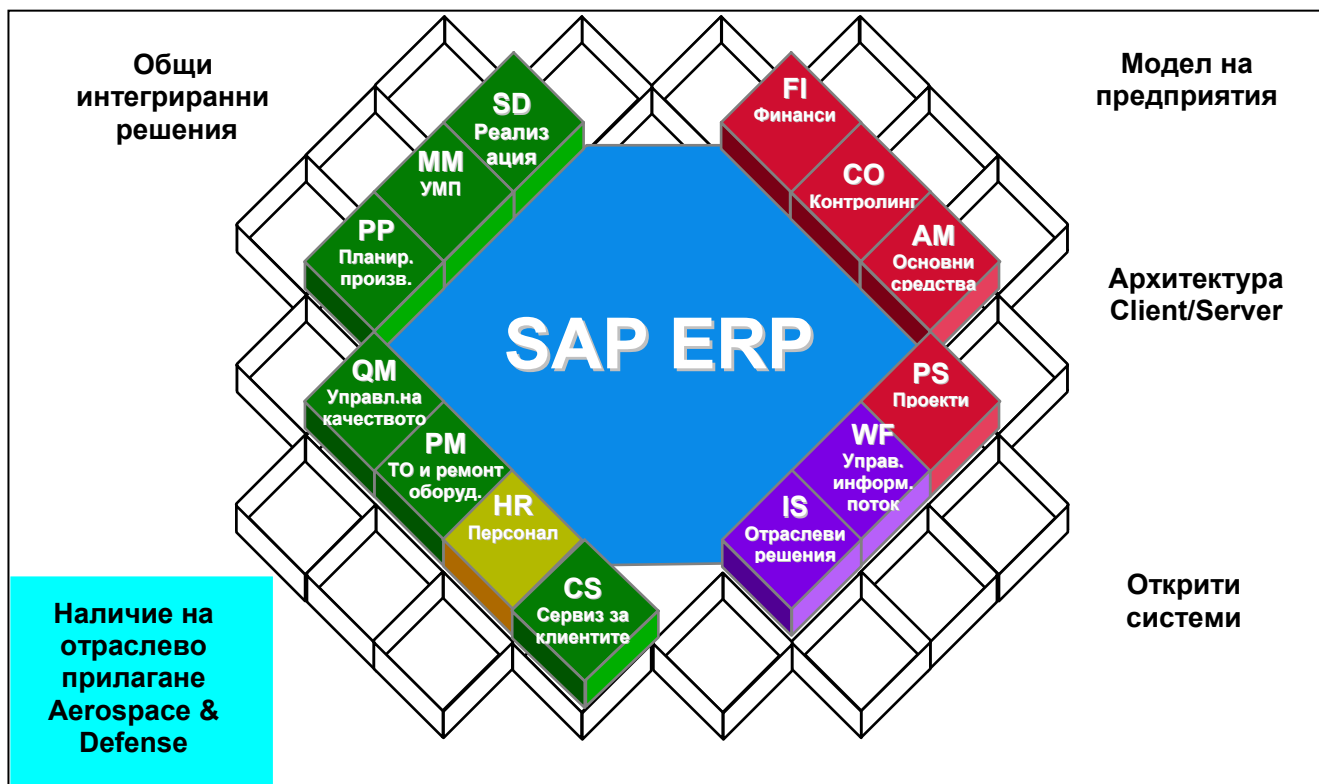 Общи
интегриранни
решения
Модел на
предприятия
SD
Реализ
ация
MM
УМП
PP
Планир.
произв.
FI
Финанси
CO
Контролинг
AM
Основни
средства
Архитектура
Client/Server
SAP ERP
QM
Управл.на
качеството
PM
ТО и ремонт
оборуд.
HR
Персонал
CS
Сервиз за
клиентите
PS
Проекти
WF
Управ.
информ.
поток
IS
Отраслеви
решения
Открити
системи
Наличие на
отраслево
прилагане
Aerospace &
Defense